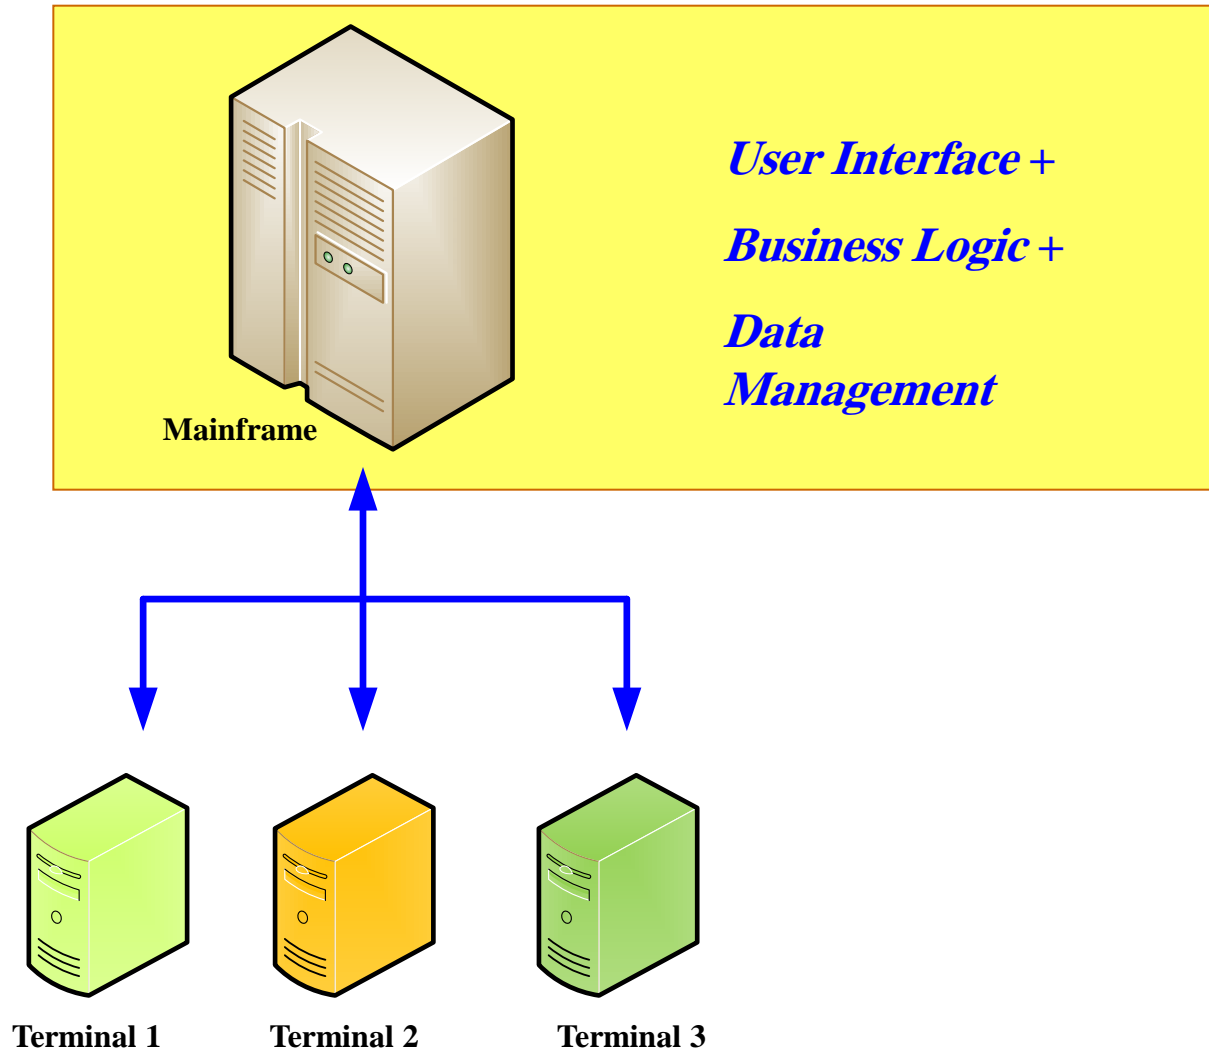 User Interface +
Business Logic +
Data
Management
Mainframe
Terminal 1
Terminal 2
Terminal 3